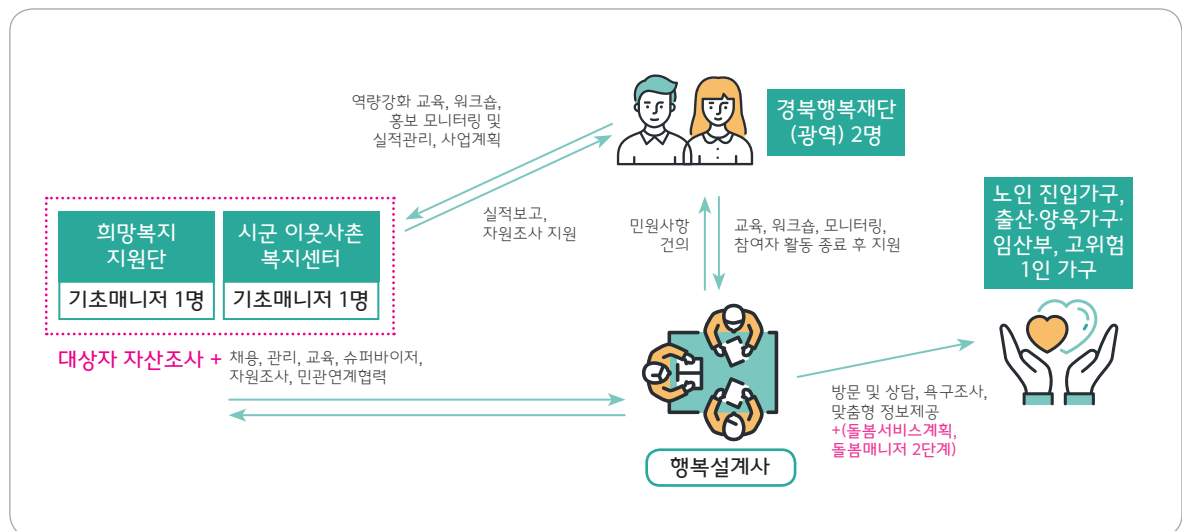 역량강화 교육, 워크숍,
홍보 모니터링 및
실적관리, 사업계획
경북행복재단
(광역) 2명
노인 진입가구,
출산·양육가구·
임산부, 고위험
1인 가구
희망복지
지원단
기초매니저 1명
시군 이웃사촌
복지센터
기초매니저 1명
실적보고,
자원조사 지원
민원사항
건의
교육, 워크숍, 모니터링,
참여자 활동 종료 후 지원
대상자 자산조사 + 채용, 관리, 교육, 슈퍼바이저,
자원조사, 민관연계협력
방문 및 상담, 욕구조사,
맞춤형 정보제공
+(돌봄서비스계획,
돌봄매니저 2단계)
행복설계사